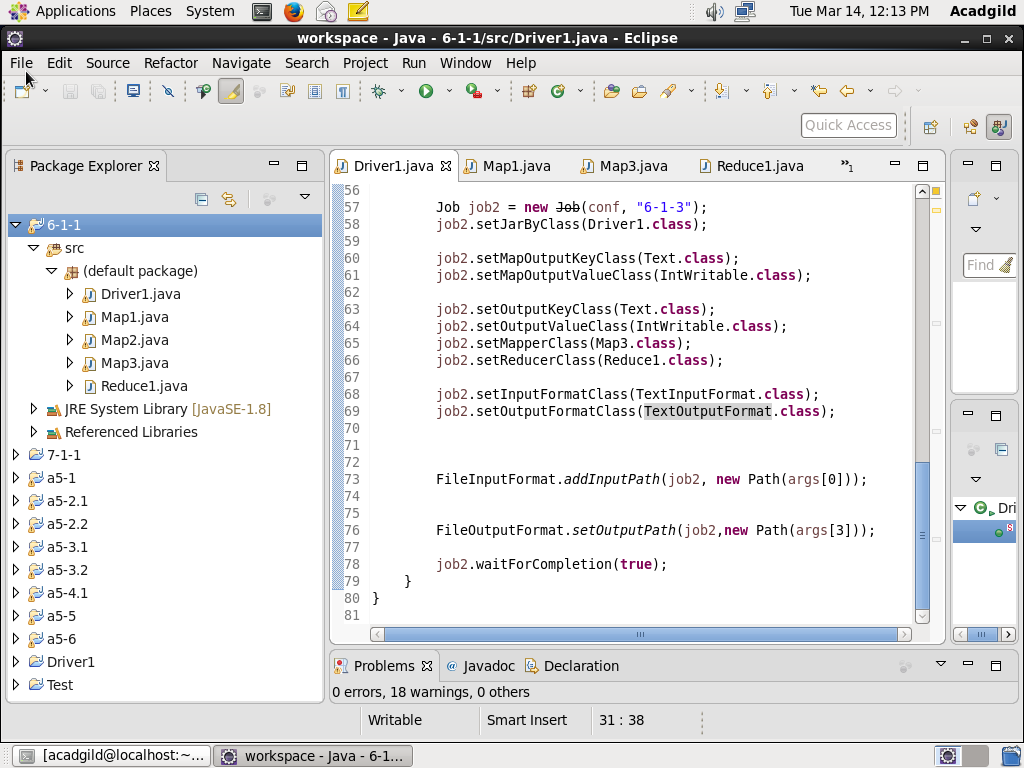 Applications Places System Tue Mar 14, 12:13 PM Acadgild
workspace - Java - 6-1-1/src/Driver1.java - Eclipse
File Edit Source Refactor Navigate Search Project Run Window Help
Quick Access
Package Explorer
6-1-1
src
(default package)
Driver1.java
Map1.java
Map2.java
Map3.java
Reduce1.java
JRE System Library [JavaSE-1.8]
Referenced Libraries
7-1-1
a5-1
a5-2.1
a5-2.2
a5-3.1
a5-3.2
a5-4.1
a5-5
a5-6
Driver1
Test
Driver1.java Map1.java Map3.java Reduce1.java »1
56
57 Job job2 = new Job(conf, "6-1-3");
58 job2.setJarByClass(Driver1.class);
59
60 job2.setMapOutputKeyClass(Text.class);
61 job2.setMapOutputValueClass(IntWritable.class);
62
63 job2.setOutputKeyClass(Text.class);
64 job2.setOutputValueClass(IntWritable.class);
65 job2.setMapperClass(Map3.class);
66 job2.setReducerClass(Reduce1.class);
67
68 job2.setInputFormatClass(TextInputFormat.class);
69 job2.setOutputFormatClass(TextOutputFormat.class);
70
71
72
73 FileInputFormat.addInputPath(job2, new Path(args[0]));
74
75
76 FileOutputFormat.setOutputPath(job2,new Path(args[3]));
77
78 job2.waitForCompletion(true);
79 }
80 }
81
Find
Dri
S
Problems @ Javadoc Declaration
0 errors, 18 warnings, 0 others
Writable Smart Insert 31 : 38
[acadgild@localhost:~... workspace - Java - 6-1...